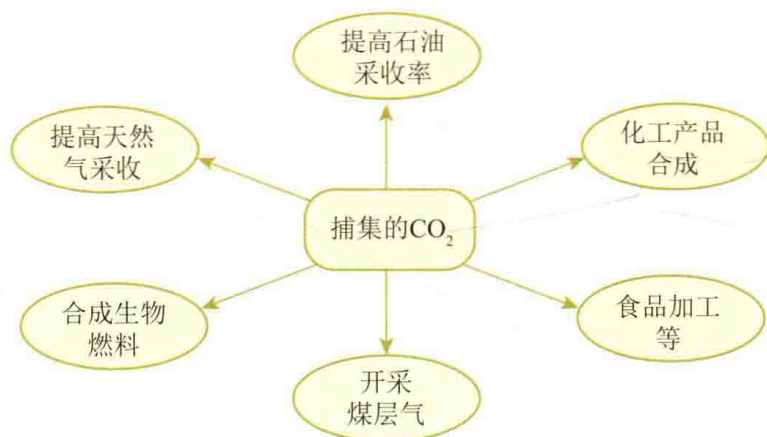 提高石油
采收率
提高天然
气采收
化工产品
合成
捕集的CO₂
合成生物
燃料
食品加工
等
开采
煤层气